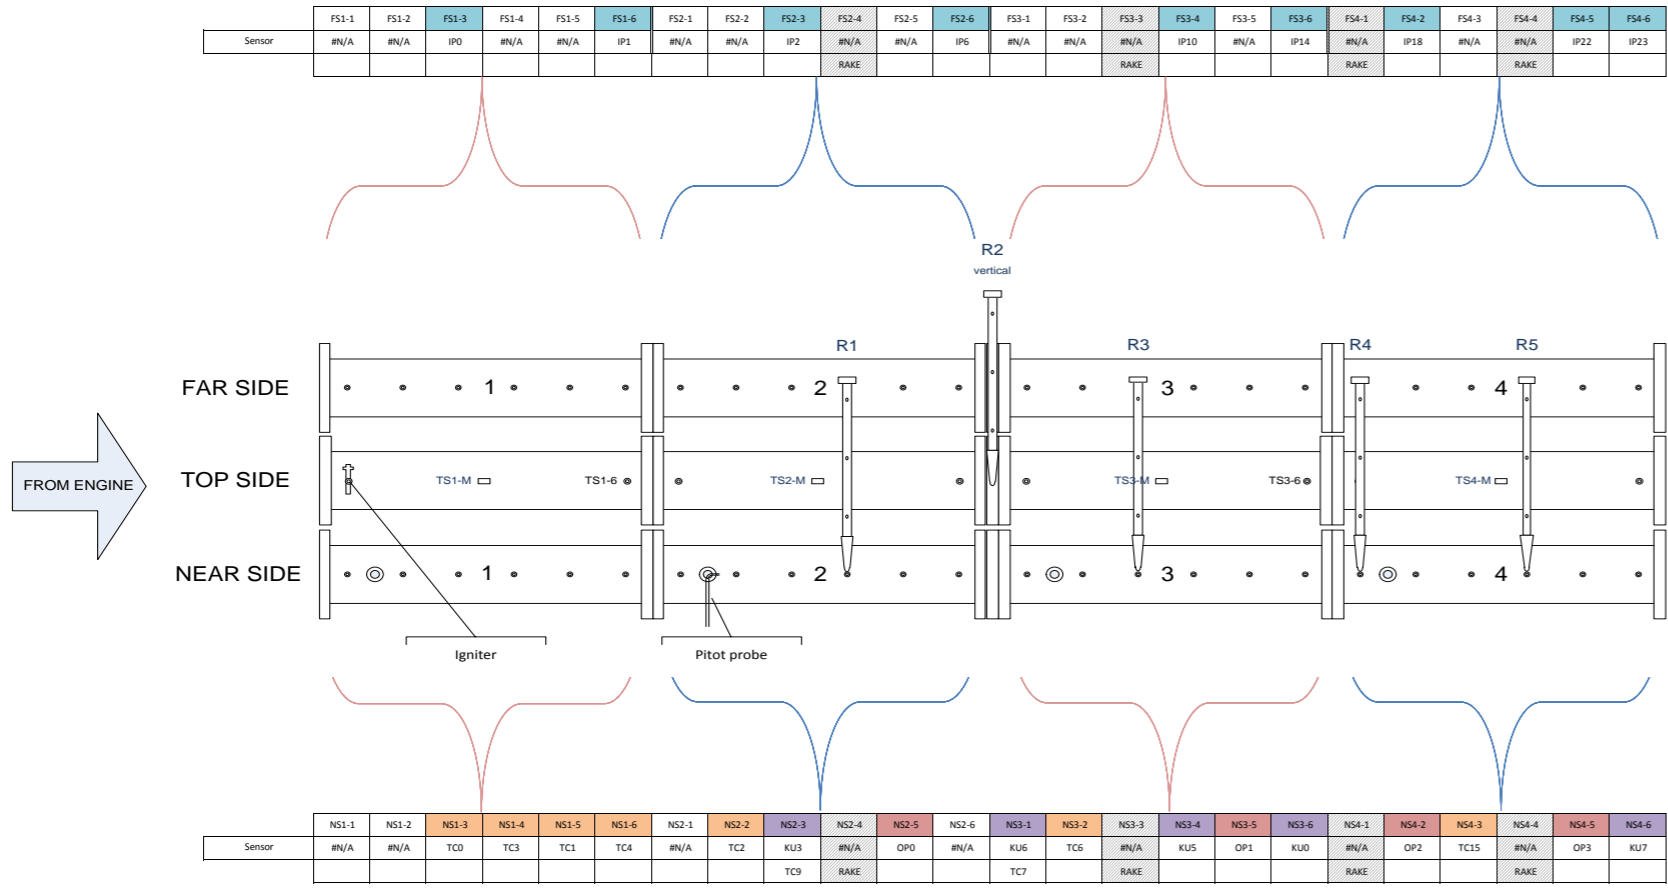 FS1-1 FS1-2 FS1-3 FS1-4 FS1-5 FS1-6 FS2-1 FS2-2 FS2-3 FS2-4 FS2-5 FS2-6 FS3-1 FS3-2 FS3-3 FS3-4 FS3-5 FS3-6 FS4-1 FS4-2 FS4-3 FS4-4 FS4-5 FS4-6
Sensor #N/A #N/A IP0 #N/A #N/A IP1 #N/A #N/A IP2 #N/A #N/A IP6 #N/A #N/A #N/A IP10 #N/A IP14 #N/A IP18 #N/A #N/A IP22 IP23
RAKE RAKE RAKE RAKE
R2
vertical
R1 R3 R4 R5
FAR SIDE 1 2 3 4
FROM ENGINE
TOP SIDE TS1-M TS1-6 TS2-M TS3-M TS3-6 TS4-M
NEAR SIDE 1 2 3 4
Igniter Pitot probe
NS1-1 NS1-2 NS1-3 NS1-4 NS1-5 NS1-6 NS2-1 NS2-2 NS2-3 NS2-4 NS2-5 NS2-6 NS3-1 NS3-2 NS3-3 NS3-4 NS3-5 NS3-6 NS4-1 NS4-2 NS4-3 NS4-4 NS4-5 NS4-6
Sensor #N/A #N/A TC0 TC3 TC1 TC4 #N/A TC2 KU3 #N/A OP0 #N/A KU6 TC6 #N/A KU5 OP1 KU0 #N/A OP2 TC15 #N/A OP3 KU7
TC9 RAKE TC7 RAKE RAKE RAKE